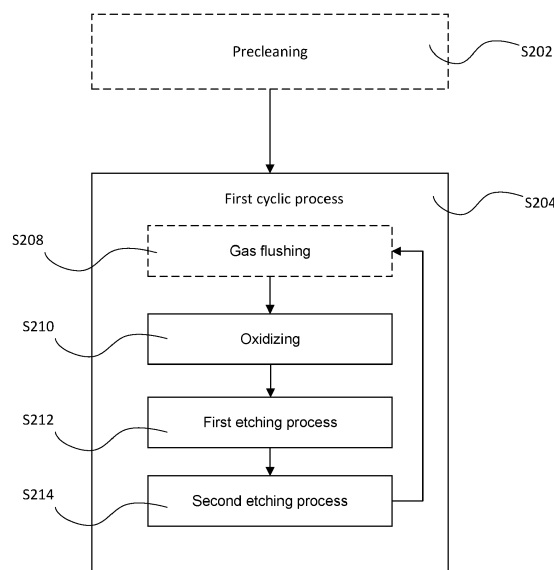 Precleaning
S202
First cyclic process
S204
S208
Gas flushing
S210
Oxidizing
S212
First etching process
S214
Second etching process